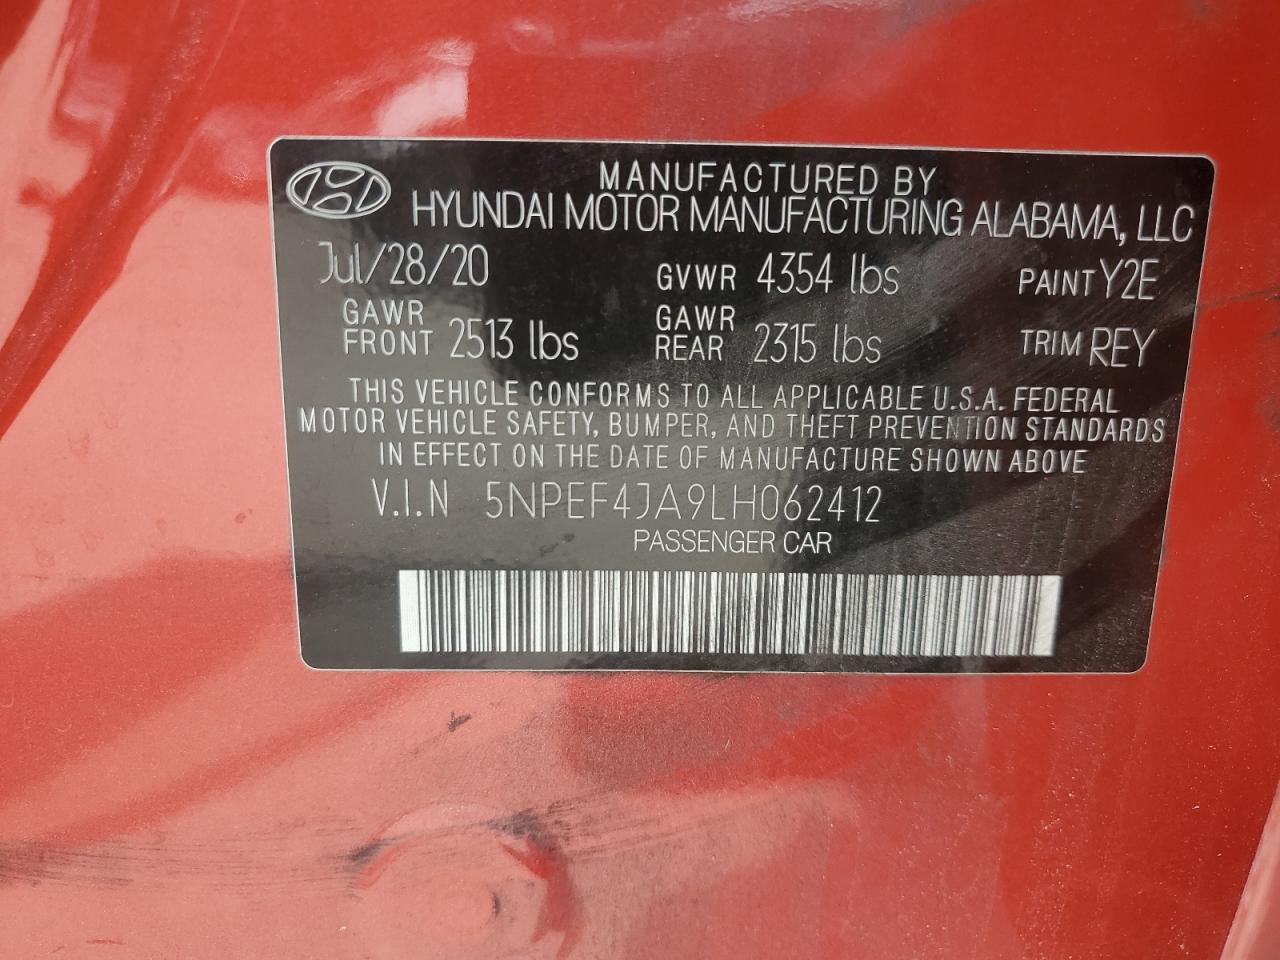 MANUFACTURED BY
HYUNDAI MOTOR MANUFACTURING ALABAMA, LLC
Jul/28/20 GVWR 4354 lbs PAINT Y2E
GAWR FRONT 2513 lbs GAWR REAR 2315 lbs TRIM REY
THIS VEHICLE CONFORMS TO ALL APPLICABLE U.S.A. FEDERAL
MOTOR VEHICLE SAFETY, BUMPER, AND THEFT PREVENTION STANDARDS
IN EFFECT ON THE DATE OF MANUFACTURE SHOWN ABOVE
V.I.N 5NPEF4JA9LH062412
PASSENGER CAR